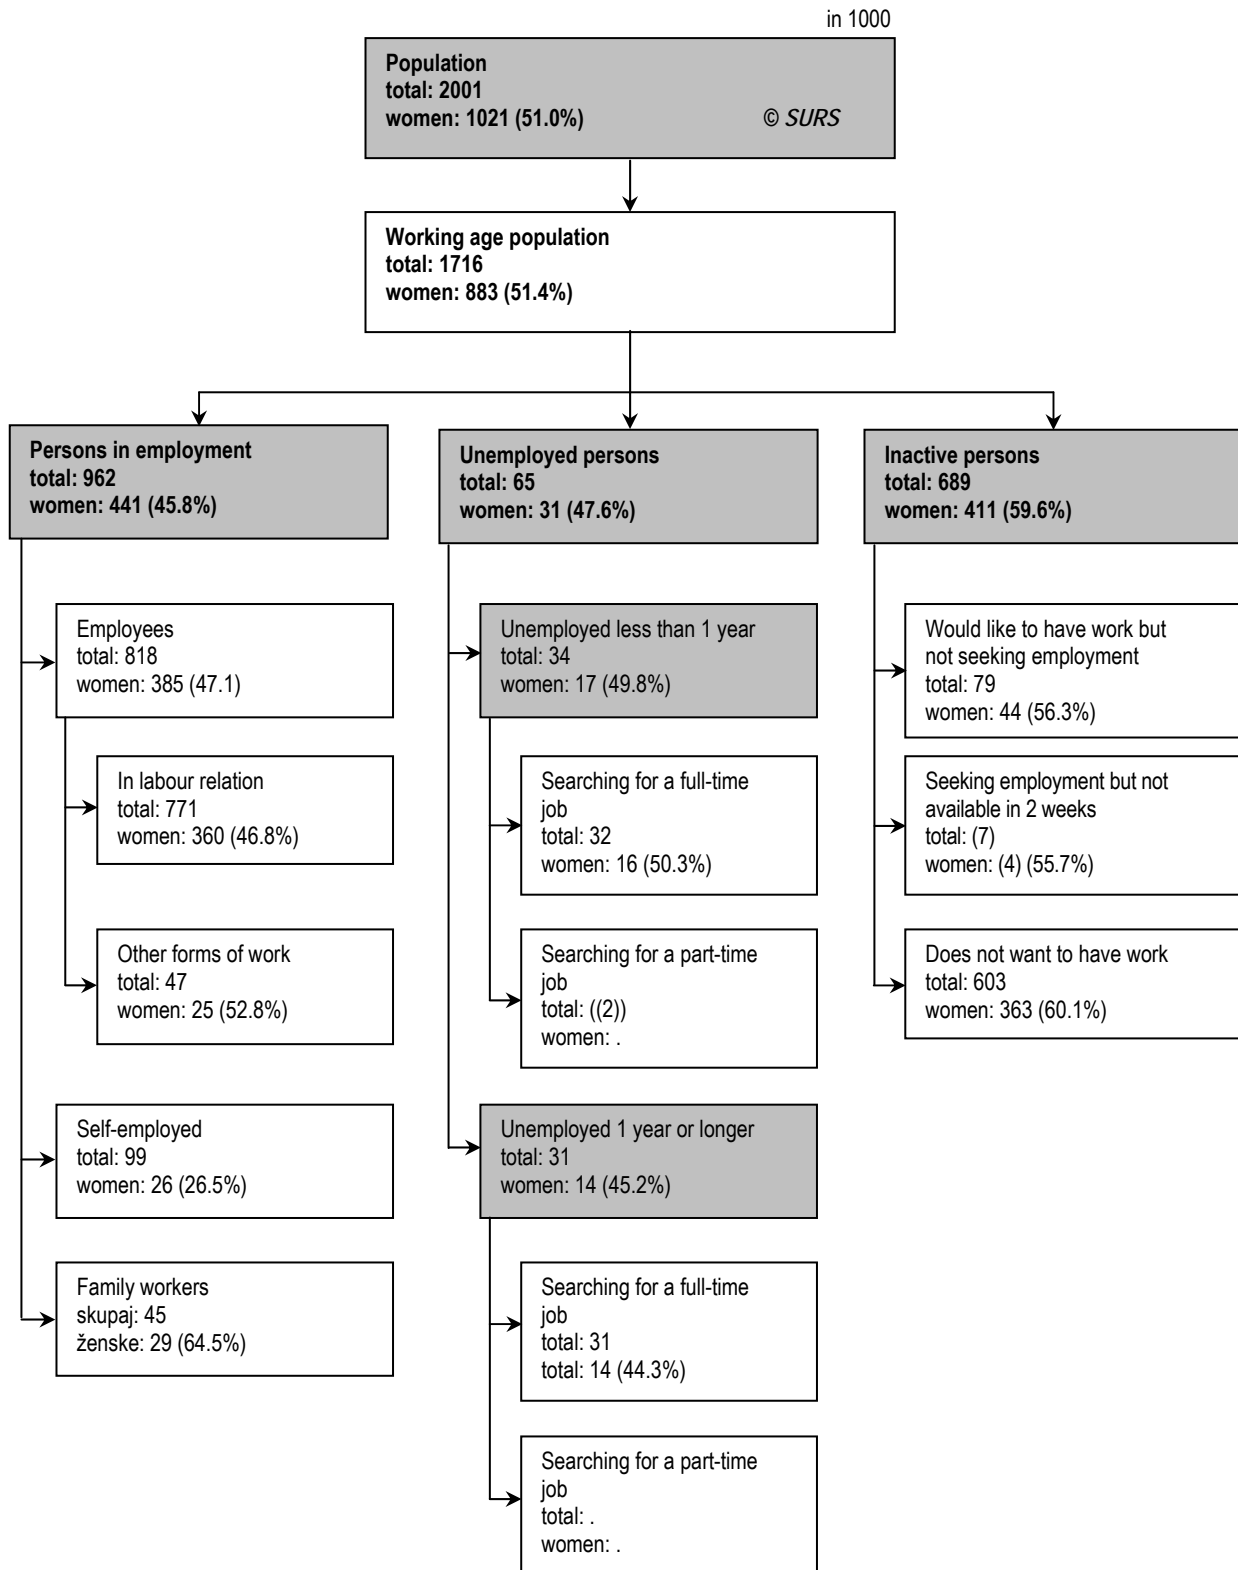 in 1000
Population
total: 2001
women: 1021 (51.0%)
© SURS
Working age population
total: 1716
women: 883 (51.4%)
Persons in employment
total: 962
women: 441 (45.8%)
Employees
total: 818
women: 385 (47.1)
In labour relation
total: 771
women: 360 (46.8%)
Other forms of work
total: 47
women: 25 (52.8%)
Self-employed
total: 99
women: 26 (26.5%)
Family workers
skupaj: 45
ženske: 29 (64.5%)
Unemployed persons
total: 65
women: 31 (47.6%)
Unemployed less than 1 year
total: 34
women: 17 (49.8%)
Searching for a full-time
job
total: 32
women: 16 (50.3%)
Searching for a part-time
job
total: ((2))
women: .
Unemployed 1 year or longer
total: 31
women: 14 (45.2%)
Searching for a full-time
job
total: 31
total: 14 (44.3%)
Searching for a part-time
job
total: .
women: .
Inactive persons
total: 689
women: 411 (59.6%)
Would like to have work but
not seeking employment
total: 79
women: 44 (56.3%)
Seeking employment but not
available in 2 weeks
total: (7)
women: (4) (55.7%)
Does not want to have work
total: 603
women: 363 (60.1%)